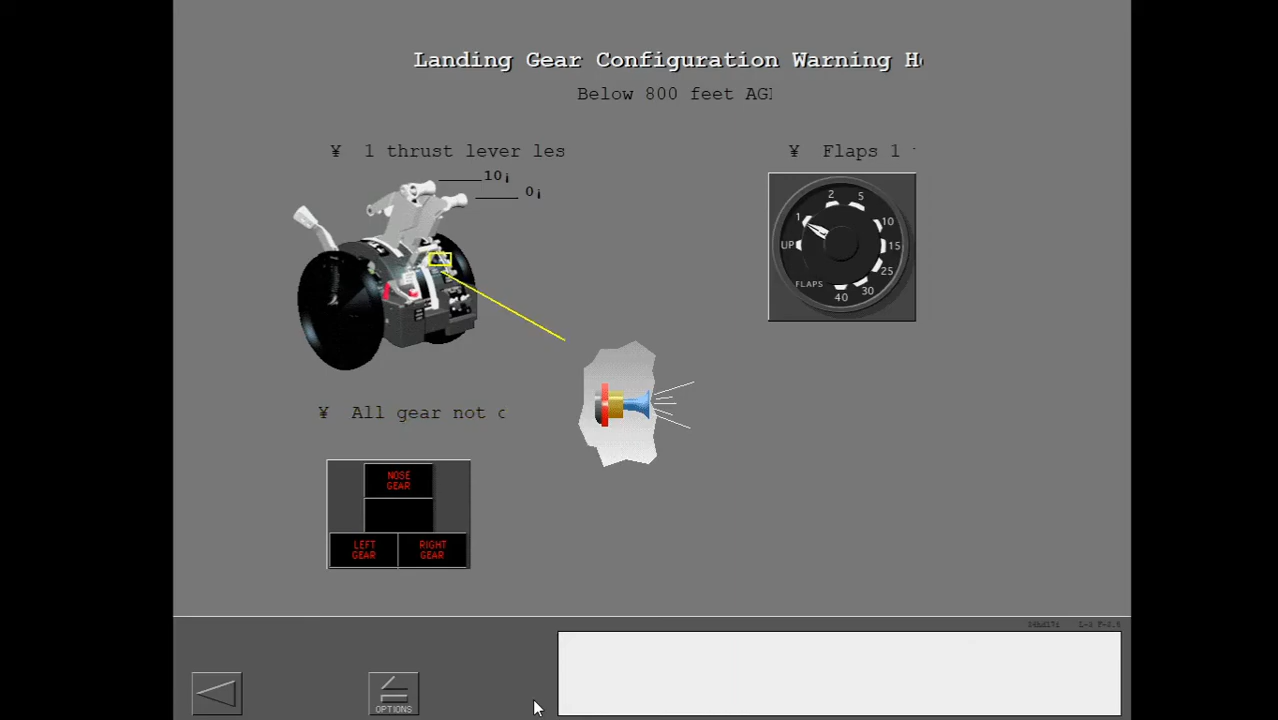 Landing Gear Configuration Warning H
Below 800 feet AGL
¥ 1 thrust lever les
¥ Flaps 1
10¡
0¡
2
5
1
10
UP
15
25
FLAPS
30
40
¥ All gear not
NOSE
GEAR
LEFT
GEAR
RIGHT
GEAR
OPTIONS